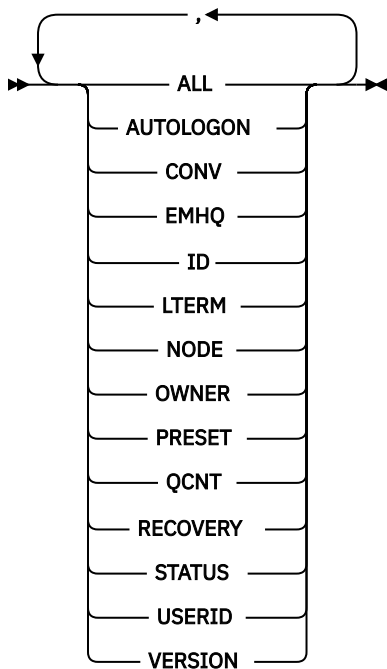 ,
ALL
AUTOLOGON
CONV
EMHQ
ID
LTERM
NODE
OWNER
PRESET
QCNT
RECOVERY
STATUS
USERID
VERSION